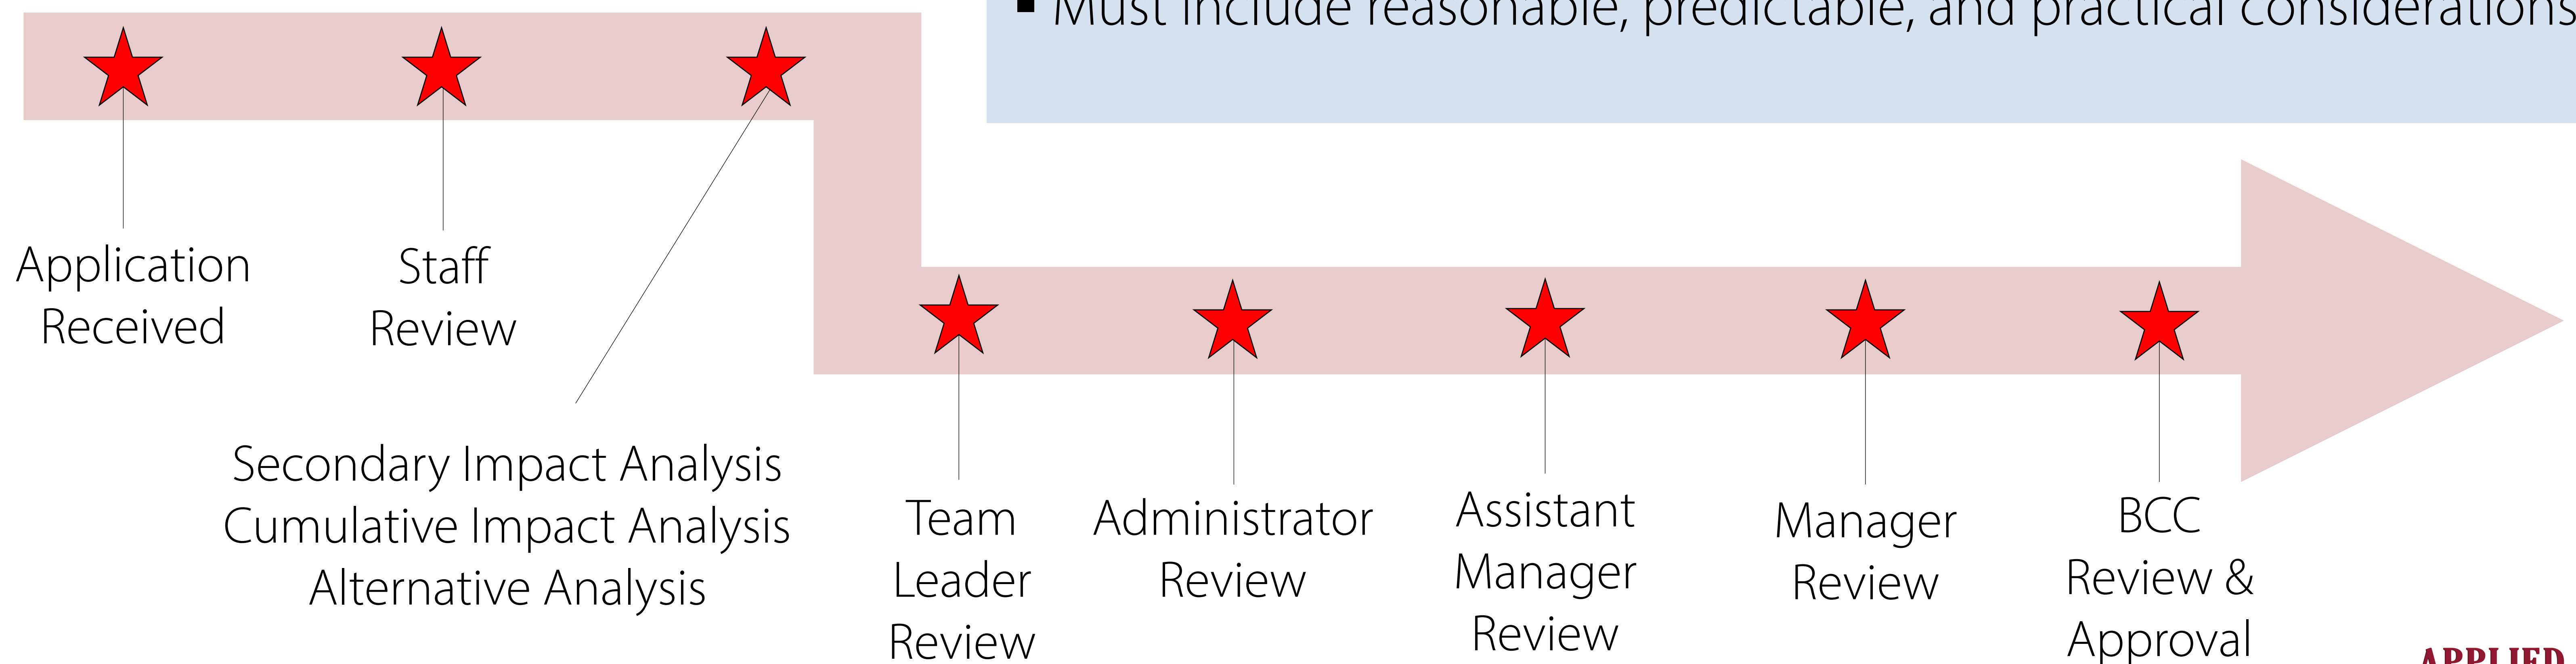 ▪ Must include reasonable, predictable, and practical considerations
Application
Received
Staff
Review
Secondary Impact Analysis
Cumulative Impact Analysis
Alternative Analysis
Team
Leader
Review
Administrator
Review
Assistant
Manager
Review
Manager
Review
BCC
Review &
Approval
APPLIED